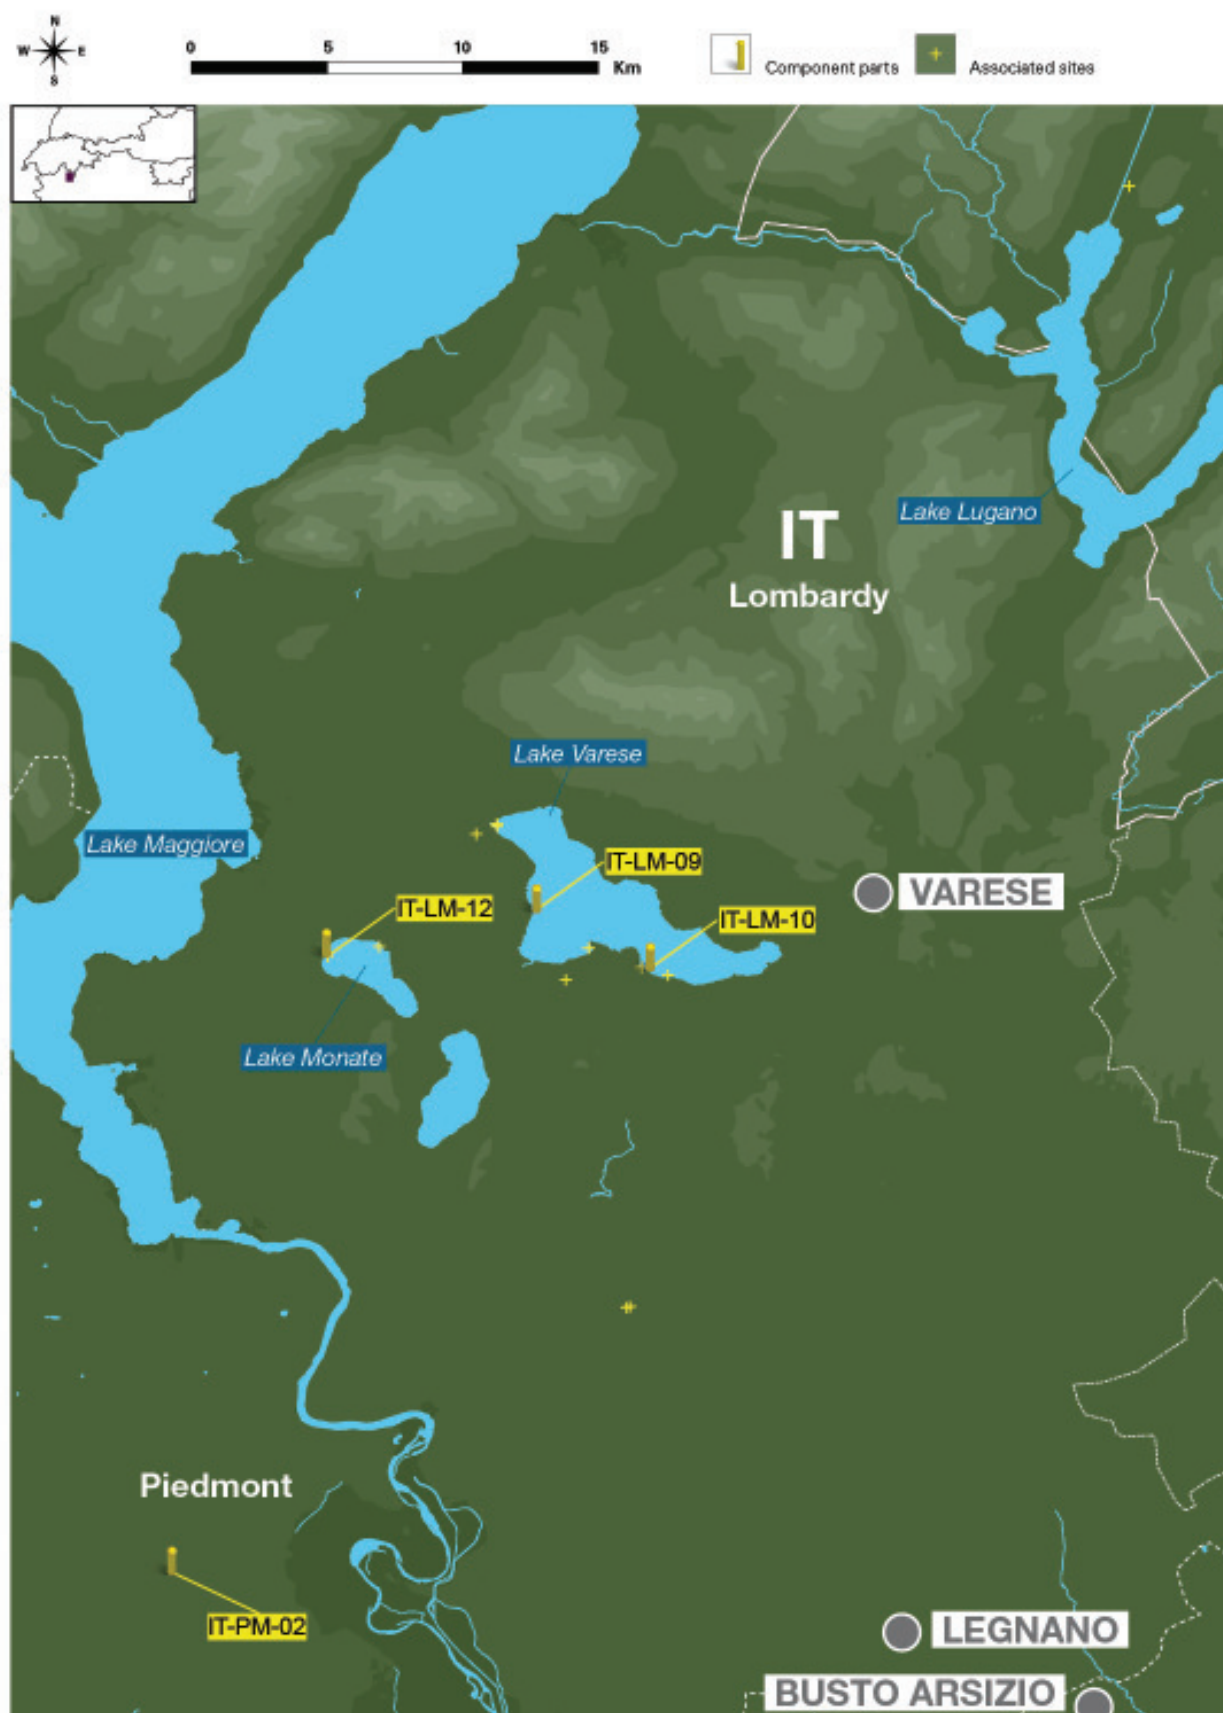 N
W E
S
0 5 10 15
Km
Component parts
Associated sites
Lake Lugano
IT
Lombardy
Lake Varese
Lake Maggiore
IT-LM-09
VARESE
IT-LM-12
IT-LM-10
Lake Monate
Piedmont
IT-PM-02
LEGNANO
BUSTO ARSIZIO